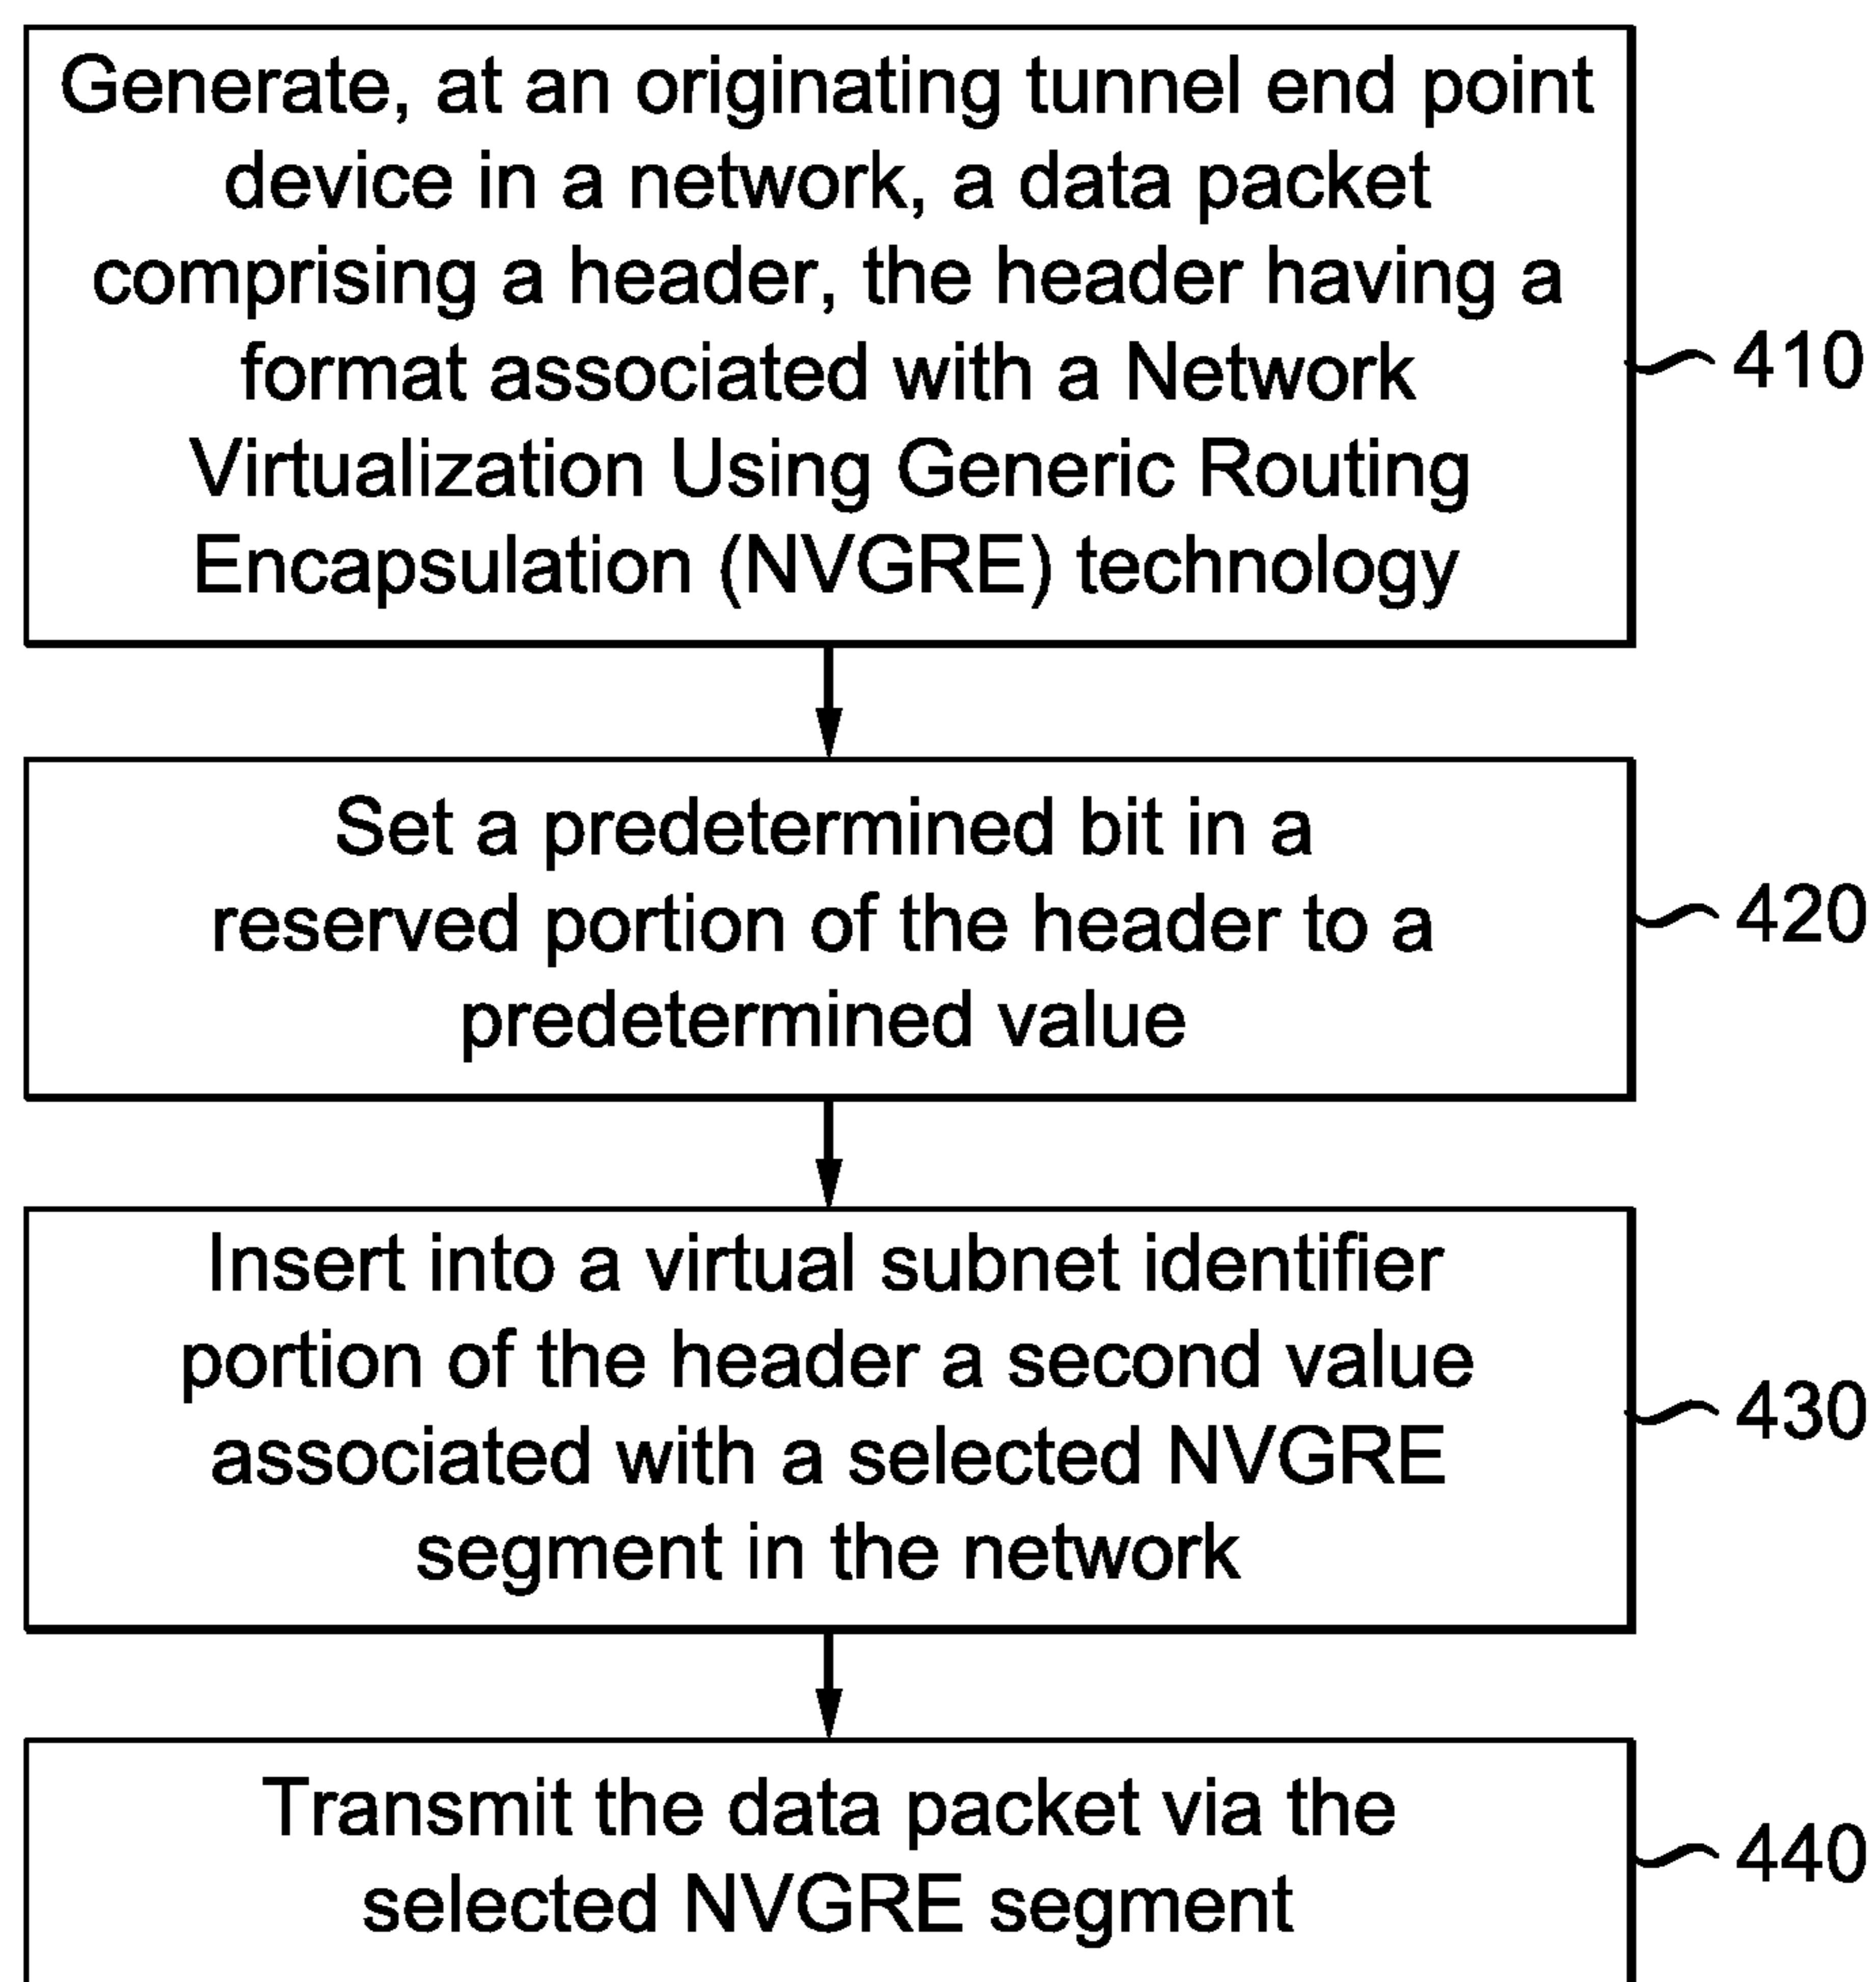 Generate, at an originating tunnel end point
device in a network, a data packet
comprising a header, the header having a
format associated with a Network
Virtualization Using Generic Routing
Encapsulation (NVGRE) technology
410
Set a predetermined bit in a
reserved portion of the header to a
predetermined value
420
Insert into a virtual subnet identifier
portion of the header a second value
associated with a selected NVGRE
segment in the network
430
Transmit the data packet via the
selected NVGRE segment
440